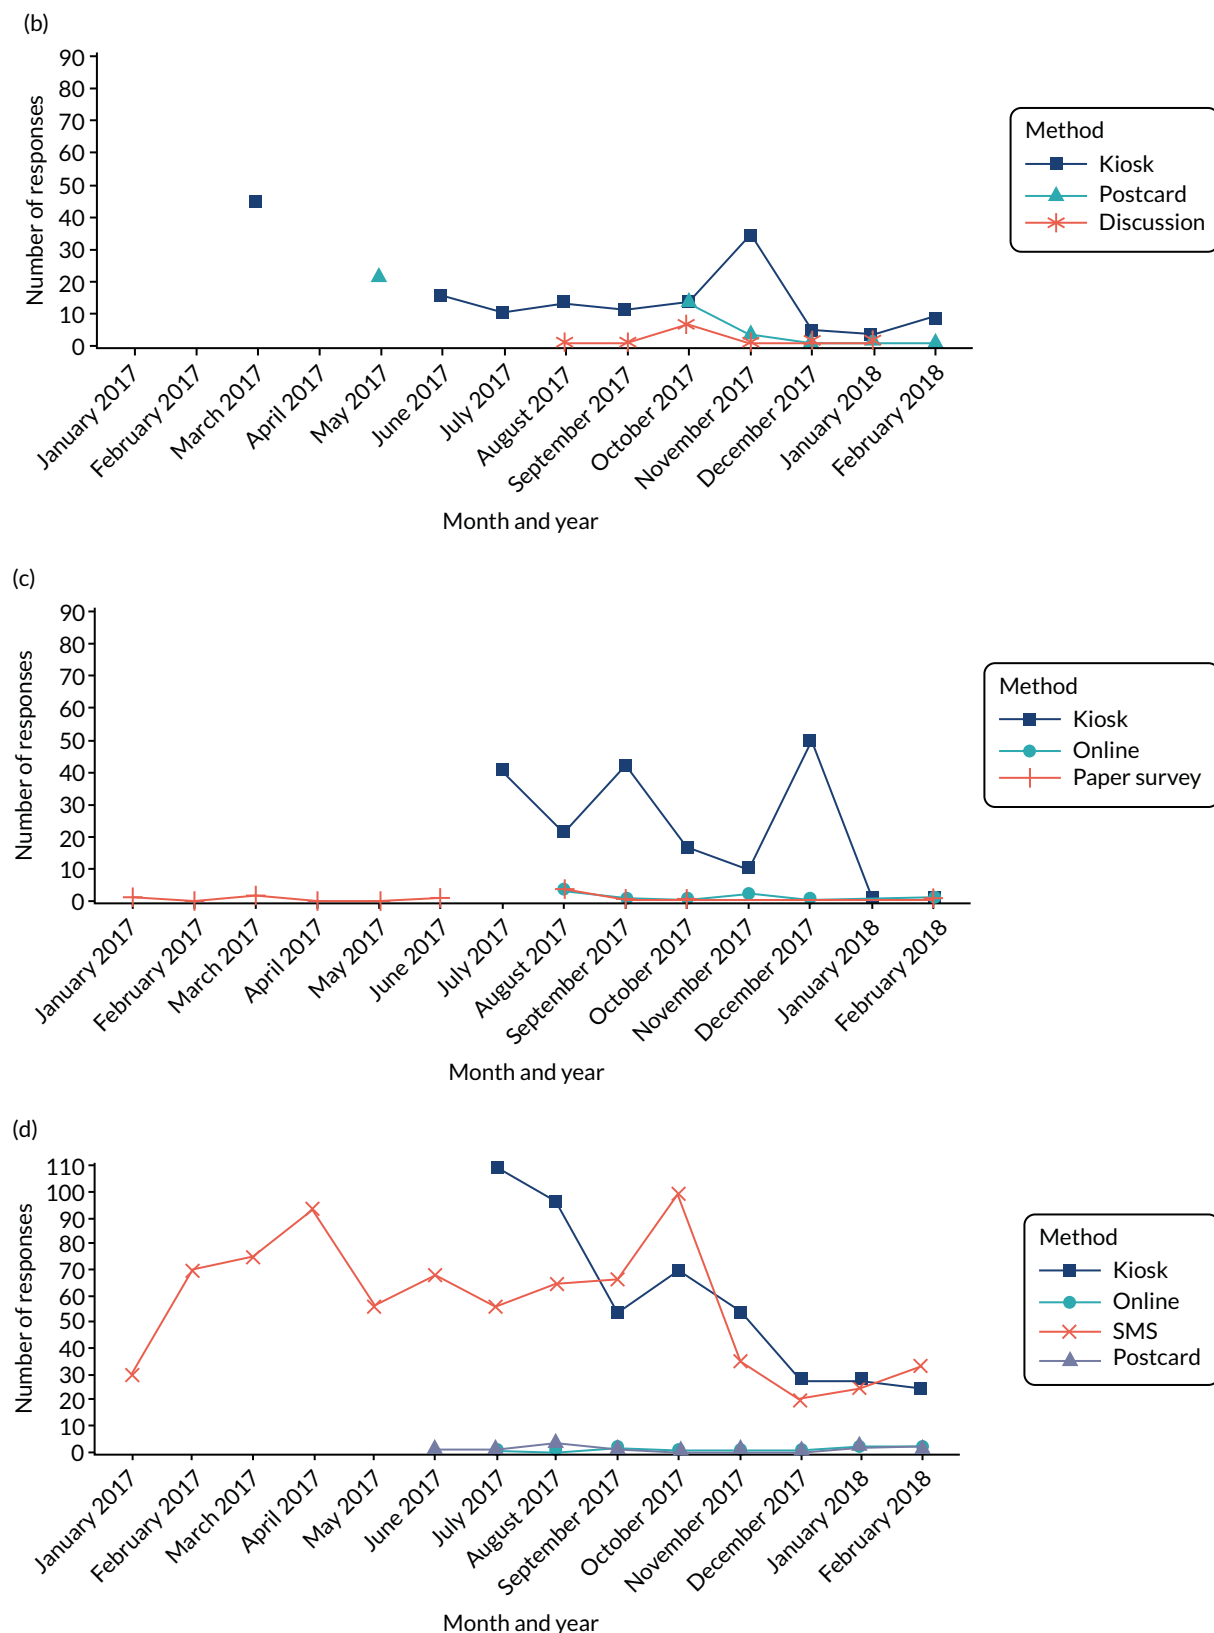 (b)
90
80
70
60
50
40
30
20
10
0
Number of responses
January 2017
February 2017
March 2017
April 2017
May 2017
June 2017
July 2017
August 2017
September 2017
October 2017
November 2017
December 2017
January 2018
February 2018
Month and year
Method
Kiosk
Postcard
Discussion
(c)
90
80
70
60
50
40
30
20
10
0
Number of responses
January 2017
February 2017
March 2017
April 2017
May 2017
June 2017
July 2017
August 2017
September 2017
October 2017
November 2017
December 2017
January 2018
February 2018
Month and year
Method
Kiosk
Online
Paper survey
(d)
110
100
90
80
70
60
50
40
30
20
10
0
Number of responses
January 2017
February 2017
March 2017
April 2017
May 2017
June 2017
July 2017
August 2017
September 2017
October 2017
November 2017
December 2017
January 2018
February 2018
Month and year
Method
Kiosk
Online
SMS
Postcard